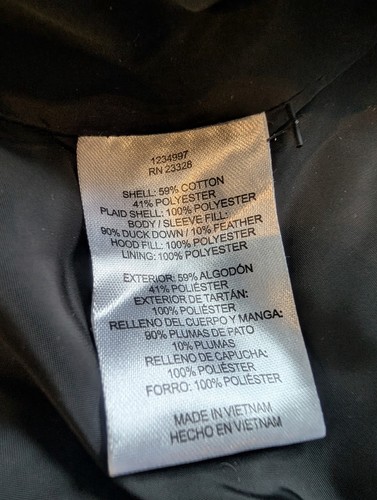 1234997
RN 23328
SHELL: 59% COTTON
41% POLYESTER
PLAID SHELL: 100% POLYESTER
BODY / SLEEVE FILL:
90% DUCK DOWN / 10% FEATHER
HOOD FILL: 100% POLYESTER
LINING: 100% POLYESTER
EXTERIOR: 59% ALGODÓN
41% POLIÉSTER
EXTERIOR DE TARTÁN:
100% POLIÉSTER
RELLENO DEL CUERPO Y MANGA:
90% PLUMAS DE PATO
10% PLUMAS
RELLENO DE CAPUCHA:
100% POLIÉSTER
FORRO: 100% POLIÉSTER
MADE IN VIETNAM
HECHO EN VIETNAM